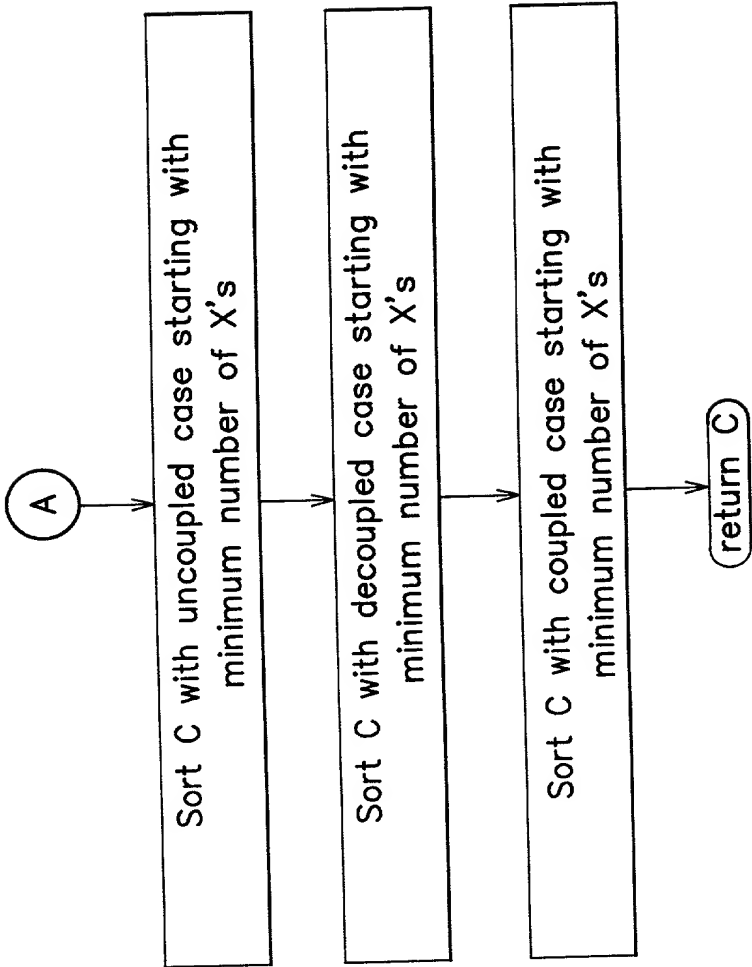 A
Sort C with uncoupled case starting with
minimum number of X's
Sort C with decoupled case starting with
minimum number of X's
Sort C with coupled case starting with
minimum number of X's
return C